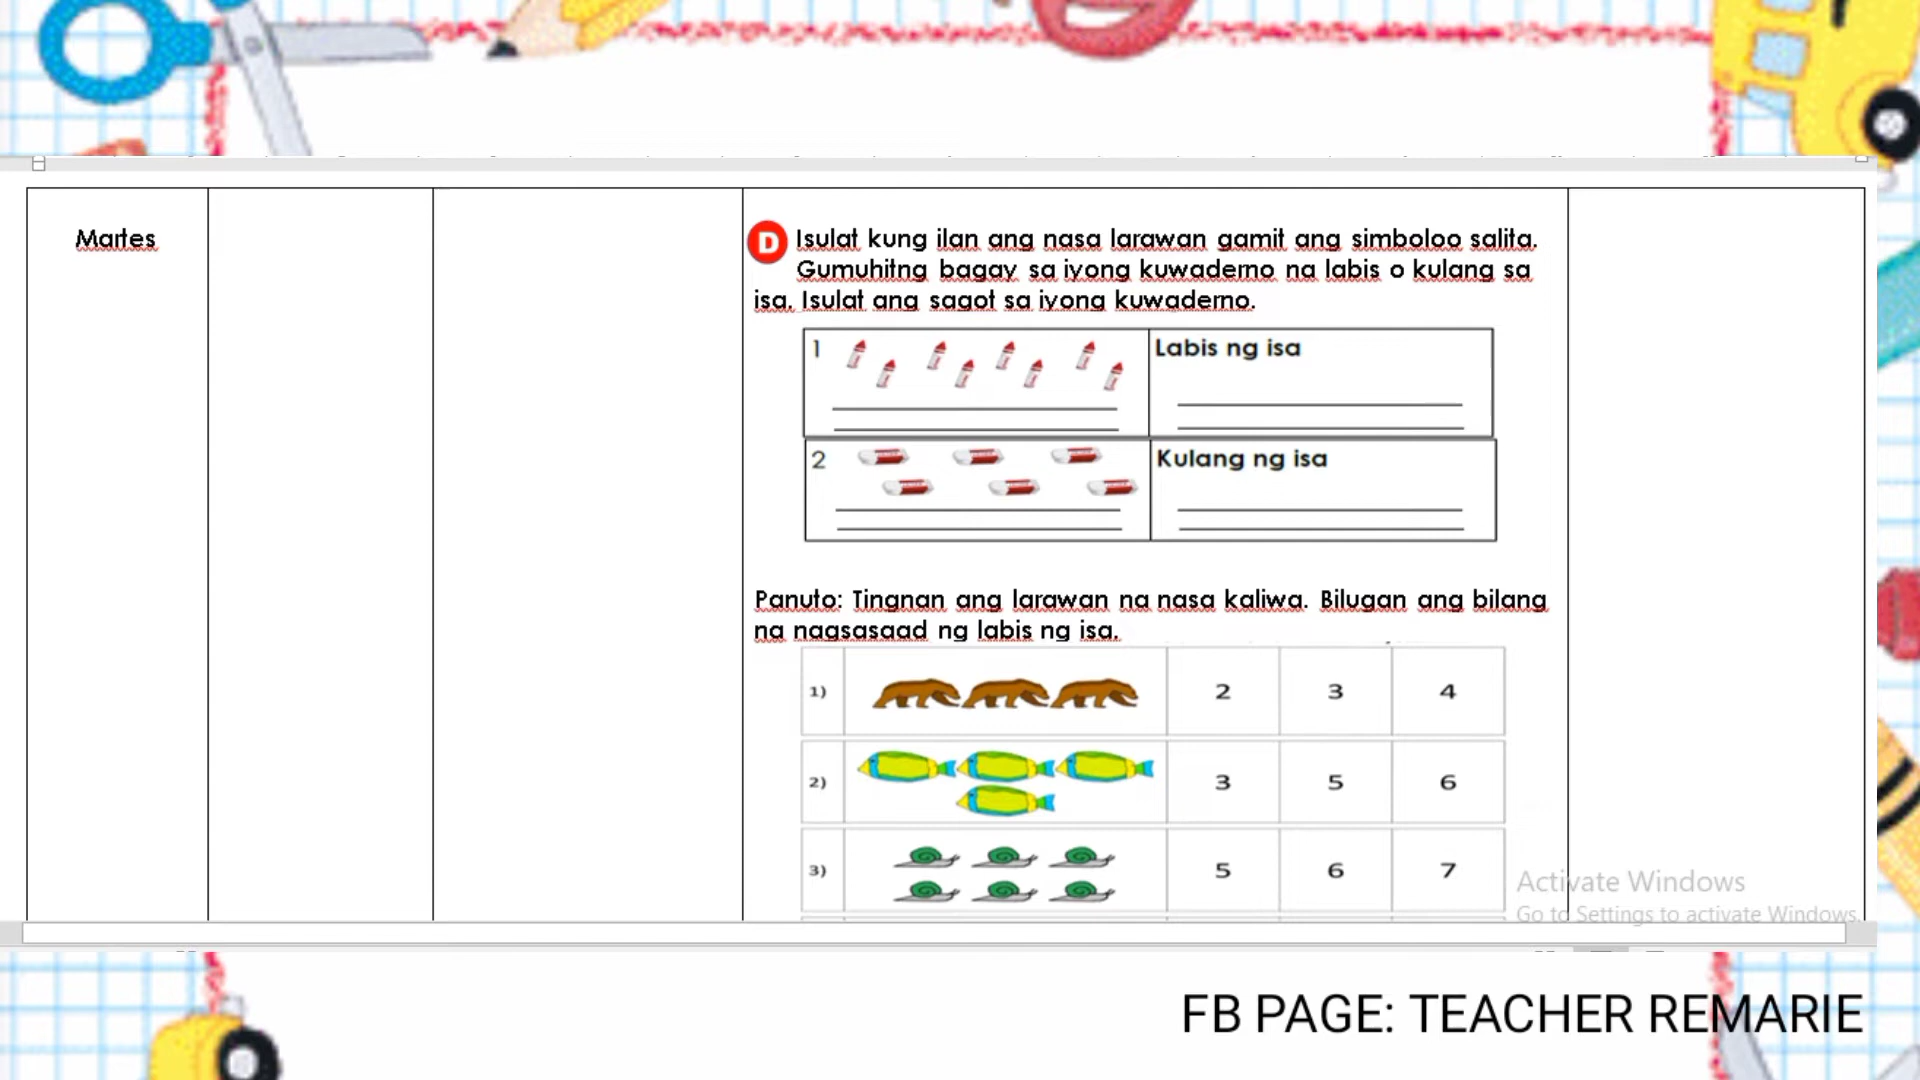 Martes
D Isulat kung ilan ang nasa larawan gamit ang simboloo salita.
Gumuhitng bagay sa iyong kuwaderno na labis o kulang sa
isa. Isulat ang sagot sa iyong kuwaderno.
1 Labis ng isa
2 Kulang ng isa
Panuto: Tingnan ang larawan na nasa kaliwa. Bilugan ang bilang
na nagsasaad ng labis ng isa.
1) 2 3 4
2) 3 5 6
3) 5 6 7
Activate Windows
Go to Settings to activate Windows.
FB PAGE: TEACHER REMARIE